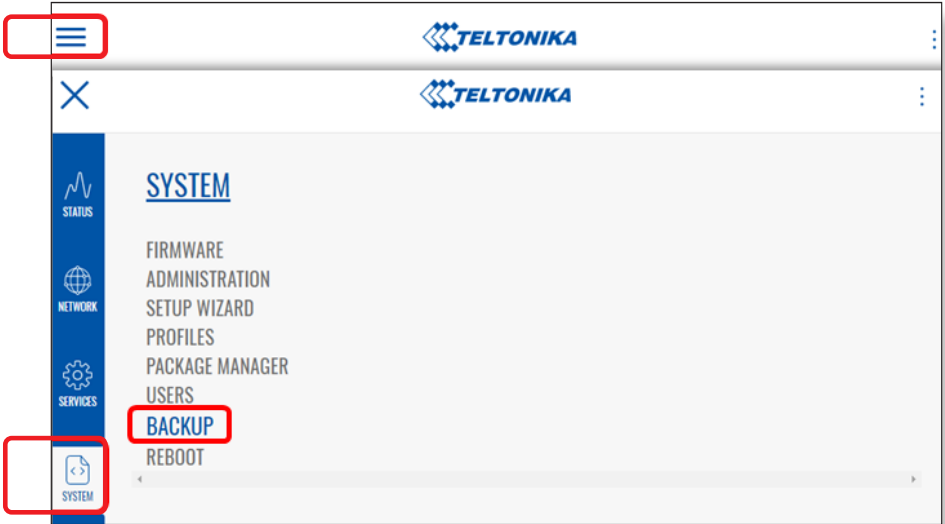 TELTONIKA
TELTONIKA
SYSTEM
STATUS
FIRMWARE
ADMINISTRATION
NETWORK
SETUP WIZARD
PROFILES
PACKAGE MANAGER
SERVICES
USERS
BACKUP
REBOOT
SYSTEM